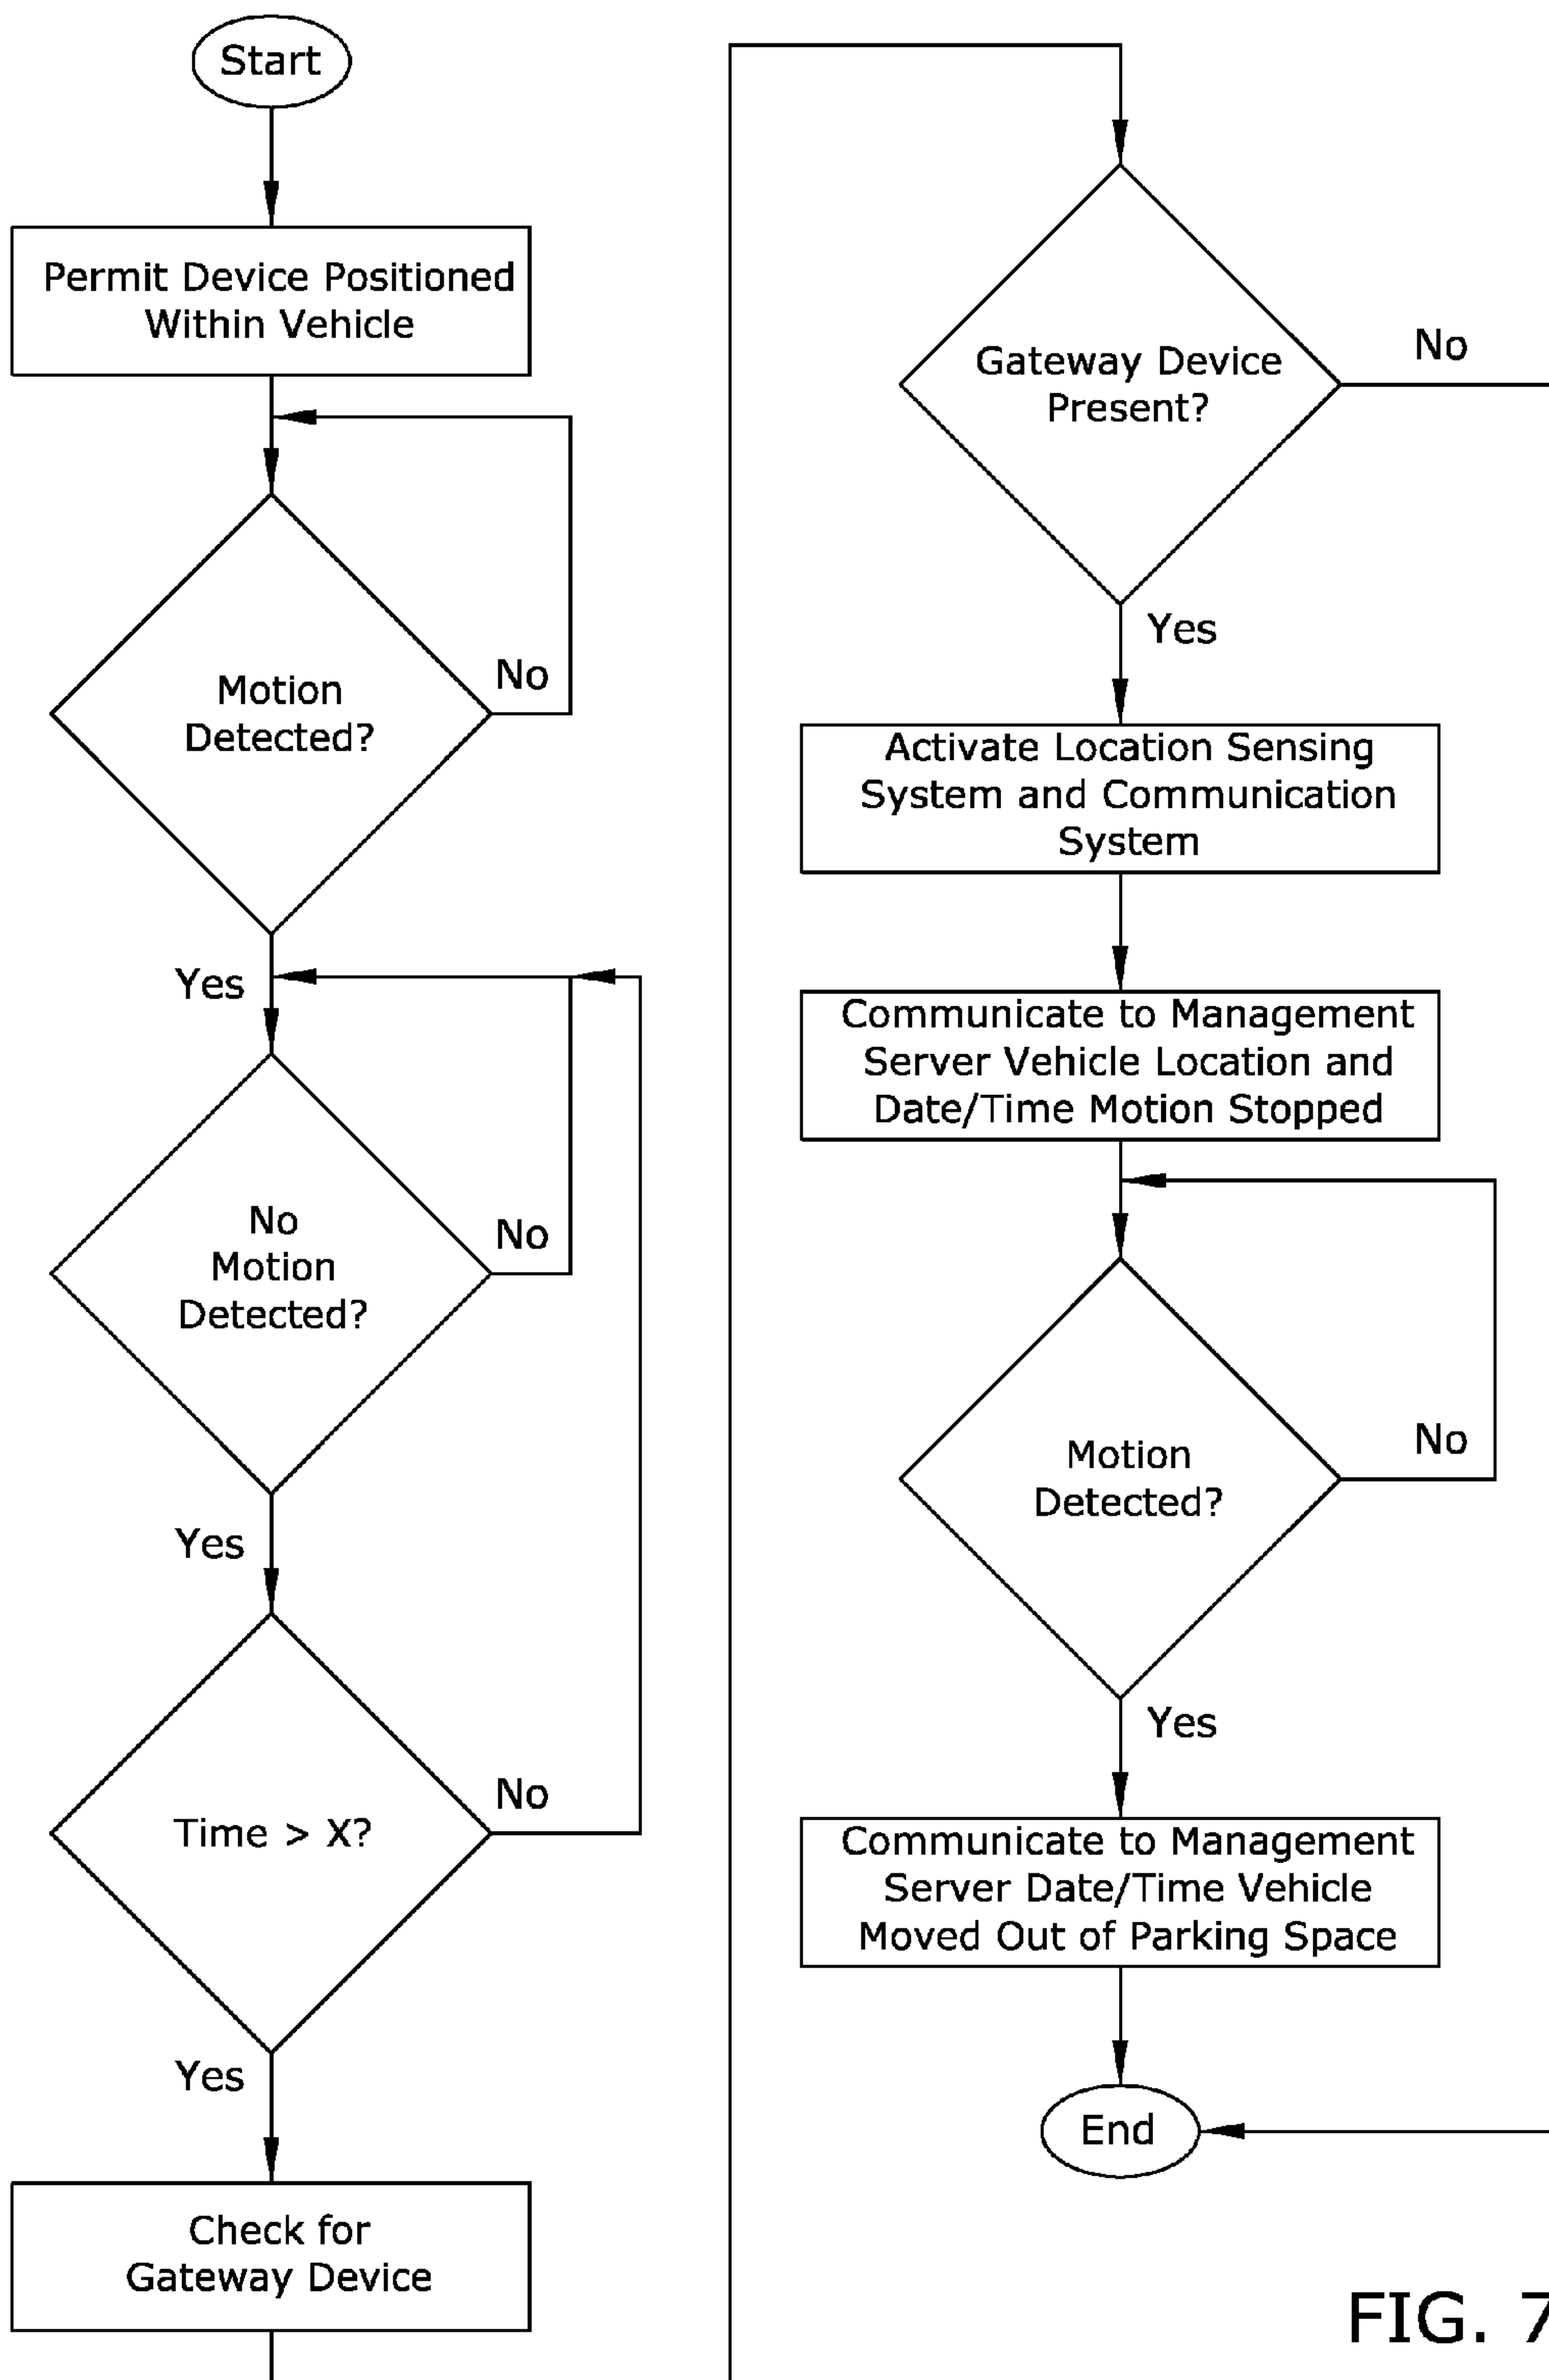 Start
Permit Device Positioned
Within Vehicle
Motion
Detected?
No
Yes
No
Motion
Detected?
No
Yes
Time > X?
No
Yes
Check for
Gateway Device
Gateway Device
Present?
No
Yes
Activate Location Sensing
System and Communication
System
Communicate to Management
Server Vehicle Location and
Date/Time Motion Stopped
Motion
Detected?
No
Yes
Communicate to Management
Server Date/Time Vehicle
Moved Out of Parking Space
End
FIG. 7